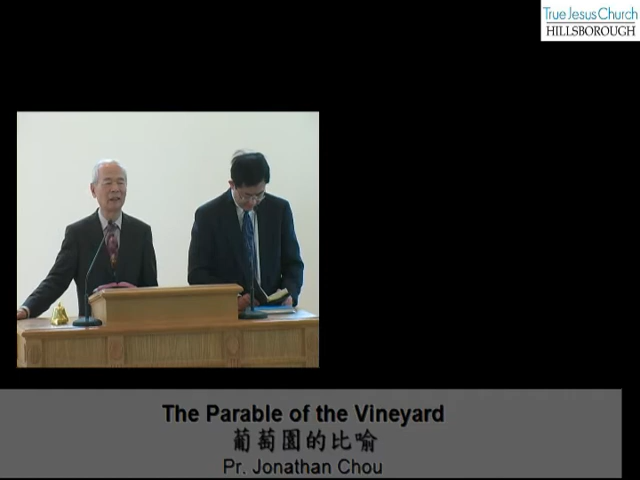 True Jesus Church
HILLSBOROUGH
The Parable of the Vineyard
葡萄園的比喻
Pr. Jonathan Chou